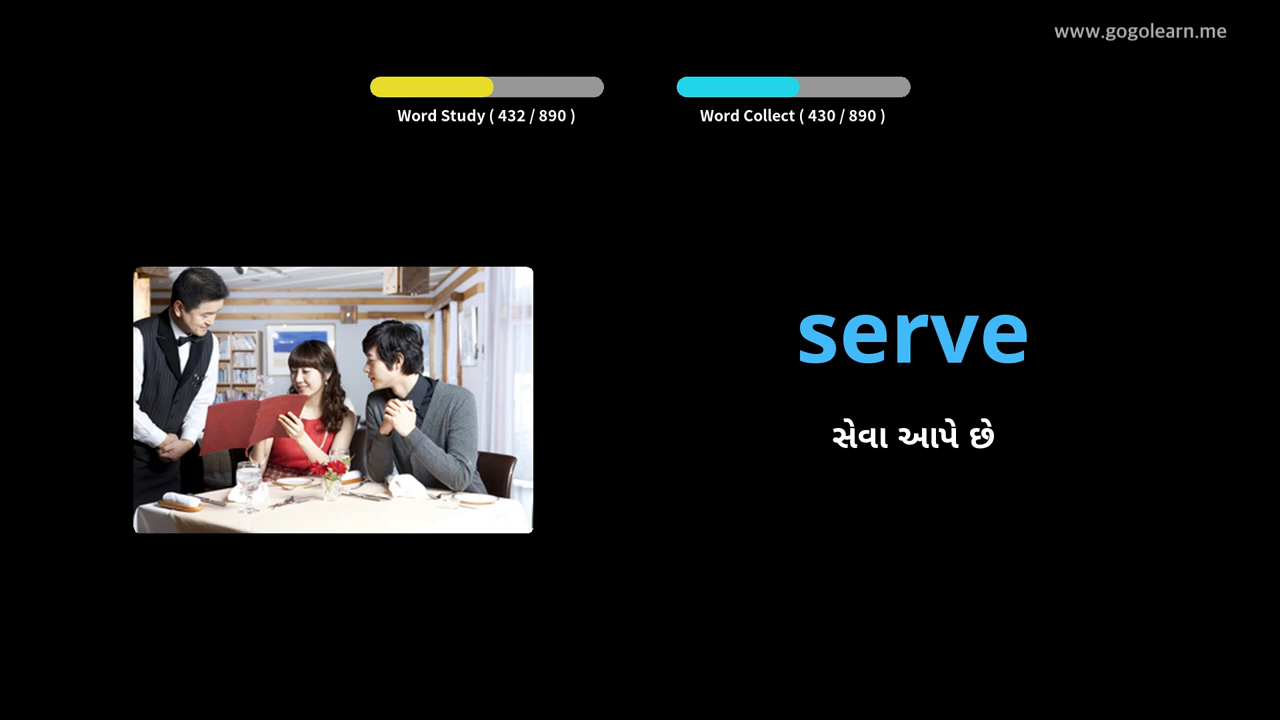 www.gogolearn.me
Word Study ( 432 / 890 )
Word Collect ( 430 / 890 )
serve
સેવા આપે છે